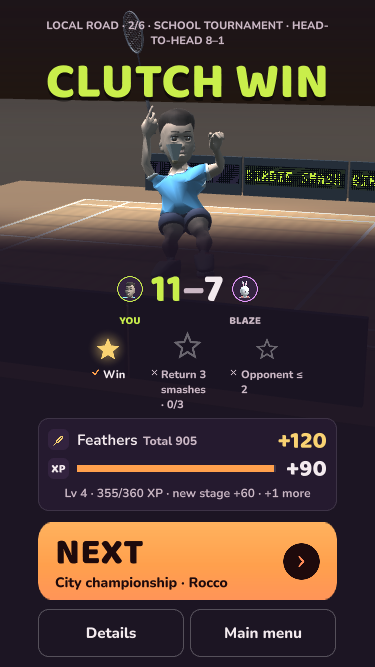 LOCAL ROAD · 2/6 · SCHOOL TOURNAMENT · HEAD-
TO-HEAD 8–1
CLUTCH WIN
11–7
YOU
BLAZE
Win
Return 3
smashes
· 0/3
Opponent ≤
2
Feathers Total 905
+120
XP
+90
Lv 4 · 355/360 XP · new stage +60 · +1 more
NEXT
City championship · Rocco
Details
Main menu